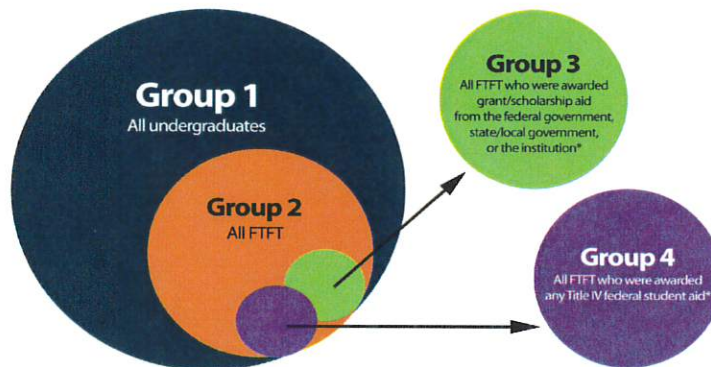 Group 1
All undergraduates
Group 2
All FTFT
Group 3
All FTFT who were awarded
grant/scholarship aid
from the federal government,
state/local government,
or the institution*
Group 4
All FTFT who were awarded
any Title IV federal student aid*